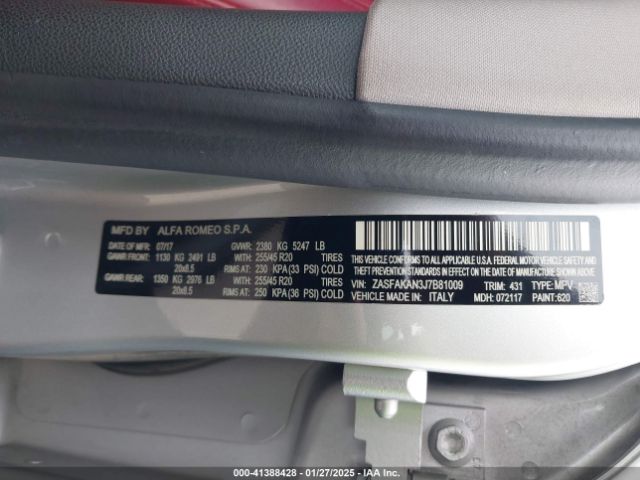 MFD BY ALFA ROMEO S.P.A.
DATE OF MFR: 07/17 GVWR: 2380 KG 5247 LB
GAWR FRONT: 1130 KG 2491 LB WITH: 255/45 R20 TIRES
20x8.5 RIMS AT: 230 KPA(33 PSI) COLD
GAWR REAR: 1350 KG 2976 LB WITH: 255/45 R20 TIRES
20x8.5 RIMS AT: 250 KPA(36 PSI) COLD
THIS VEHICLE CONFORMS TO ALL APPLICABLE U.S.A. FEDERAL MOTOR VEHICLE
SAFETY, BUMPER, AND THEFT PREVENTION STANDARDS IN
EFFECT ON THE DATE OF MANUFACTURE SHOWN ABOVE.
VIN: ZASFAKAN3J7B81009 TRIM: 431 TYPE: MPV
VEHICLE MADE IN: ITALY MDH: 072117 PAINT: 620
000-41388428 - 01/27/2025 - IAAI.COM